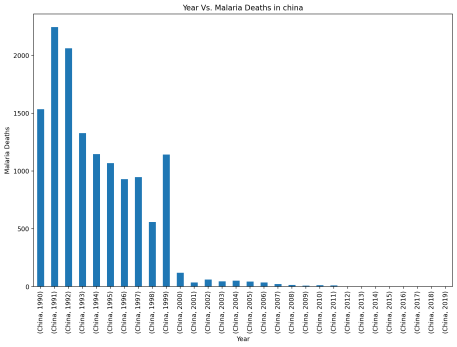 Year Vs. Malaria Deaths in china
2000
1500
1000
500
0
Malaria Deaths
(China, 1990)
(China, 1991)
(China, 1992)
(China, 1993)
(China, 1994)
(China, 1995)
(China, 1996)
(China, 1997)
(China, 1998)
(China, 1999)
(China, 2000)
(China, 2001)
(China, 2002)
(China, 2003)
(China, 2004)
(China, 2005)
(China, 2006)
(China, 2007)
(China, 2008)
(China, 2009)
(China, 2010)
(China, 2011)
(China, 2012)
(China, 2013)
(China, 2014)
(China, 2015)
(China, 2016)
(China, 2017)
(China, 2018)
(China, 2019)
Year